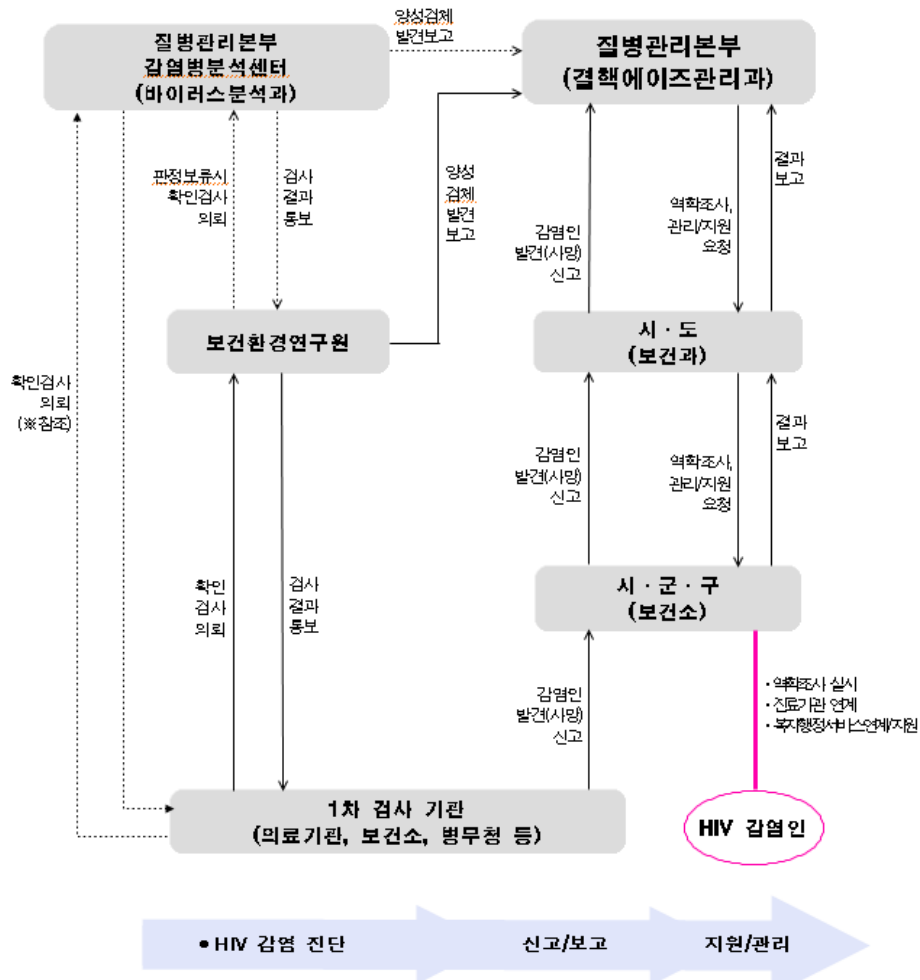 질병관리본부
감염병분석센터
(바이러스분석과)
양성검체
발견보고
질병관리본부
(결핵에이즈관리과)
판정보류시
확인검사
의뢰
검사
결과
통보
양성
검체
발견
보고
감염인
발견(사망)
신고
역학조사,
관리/지원
요청
결과
보고
보건환경연구원
시 · 도
(보건과)
확인검사
의뢰
(※참조)
감염인
발견(사망)
신고
역학조사,
관리/지원
요청
결과
보고
확인
검사
의뢰
검사
결과
통보
시 · 군 · 구
(보건소)
감염인
발견(사망)
신고
· 역학조사 실시
· 진료기관 연계
· 복지행정서비스연계/지원
1차 검사 기관
(의료기관, 보건소, 병무청 등)
HIV 감염인
● HIV 감염 진단
신고/보고
지원/관리